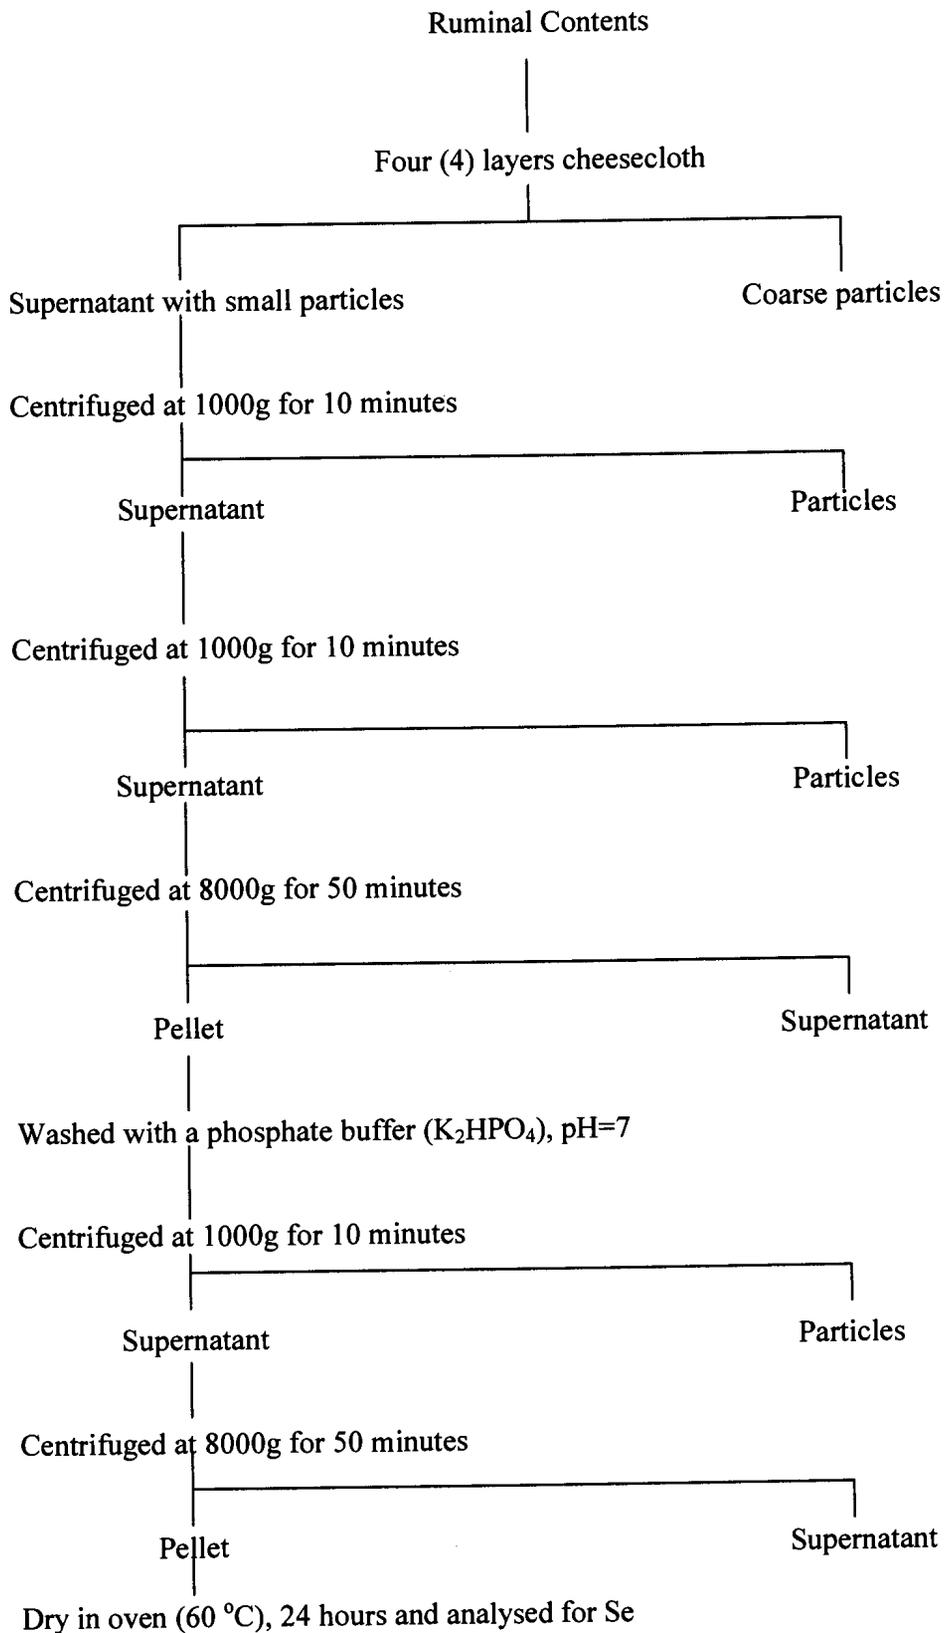 Ruminal Contents
Four (4) layers cheesecloth
Supernatant with small particles
Coarse particles
Centrifuged at 1000g for 10 minutes
Supernatant
Particles
Centrifuged at 1000g for 10 minutes
Supernatant
Particles
Centrifuged at 8000g for 50 minutes
Pellet
Supernatant
Washed with a phosphate buffer (K₂HPO₄), pH=7
Centrifuged at 1000g for 10 minutes
Supernatant
Particles
Centrifuged at 8000g for 50 minutes
Pellet
Supernatant
Dry in oven (60 °C), 24 hours and analysed for Se